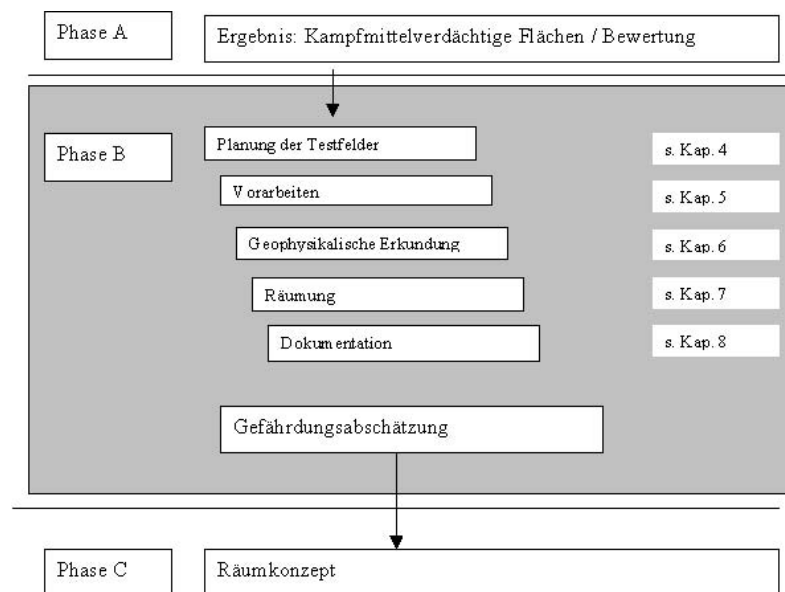 Phase A
Ergebnis: Kampfmittelverdächtige Flächen / Bewertung
Phase B
Planung der Testfelder
s. Kap. 4
Vorarbeiten
s. Kap. 5
Geophysikalische Erkundung
s. Kap. 6
Räumung
s. Kap. 7
Dokumentation
s. Kap. 8
Gefährdungsabschätzung
Phase C
Räumkonzept